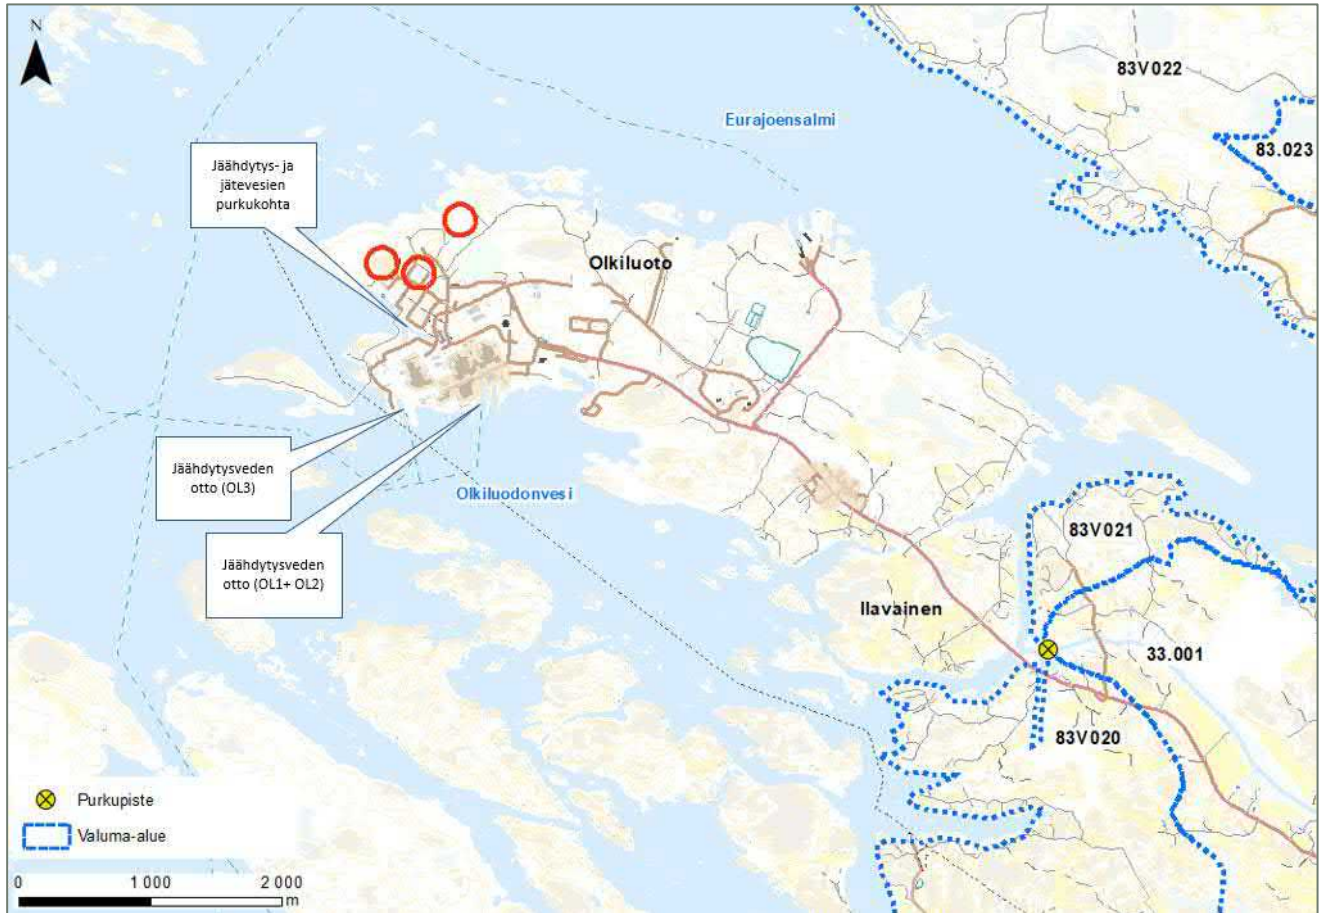 N
83V022
Eurajoensalmi
83.023
Jäähdytys- ja
jätevesien
purkukohta
Olkiluoto
Jäähdytysveden
otto (OL3)
Olkiluodonvesi
83V021
Jäähdytysveden
otto (OL1+ OL2)
Ilavainen
33.001
83V020
Purkupiste
Valuma-alue
0 1 000 2 000
m